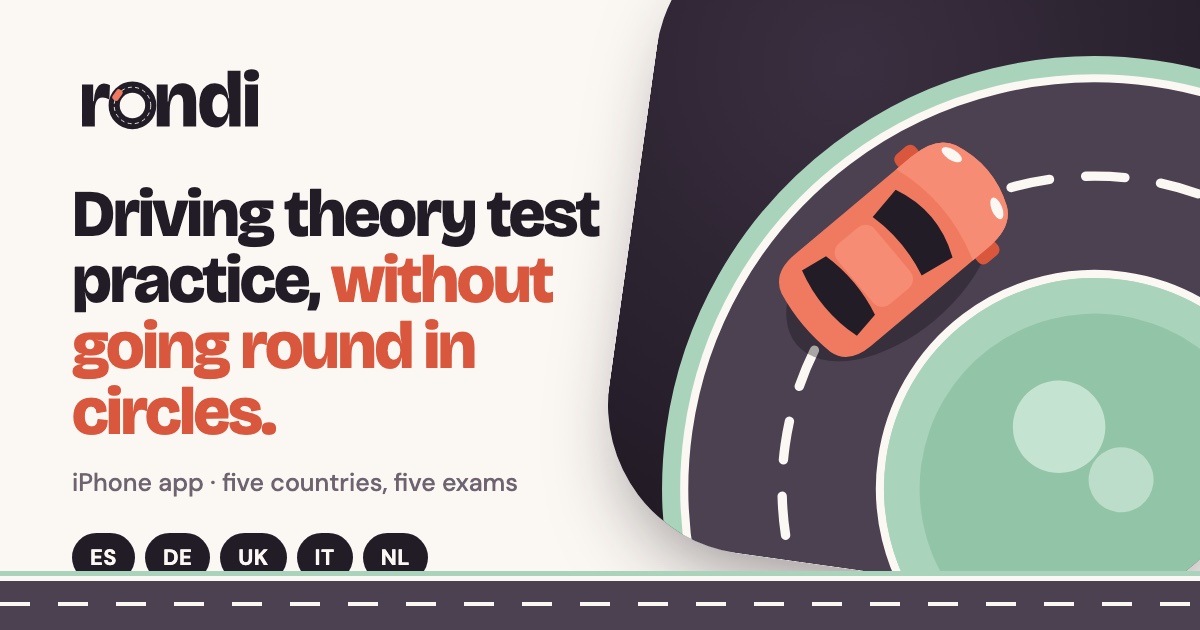 rondi
Driving theory test
practice, without
going round in
circles.
iPhone app · five countries, five exams
ES DE UK IT NL